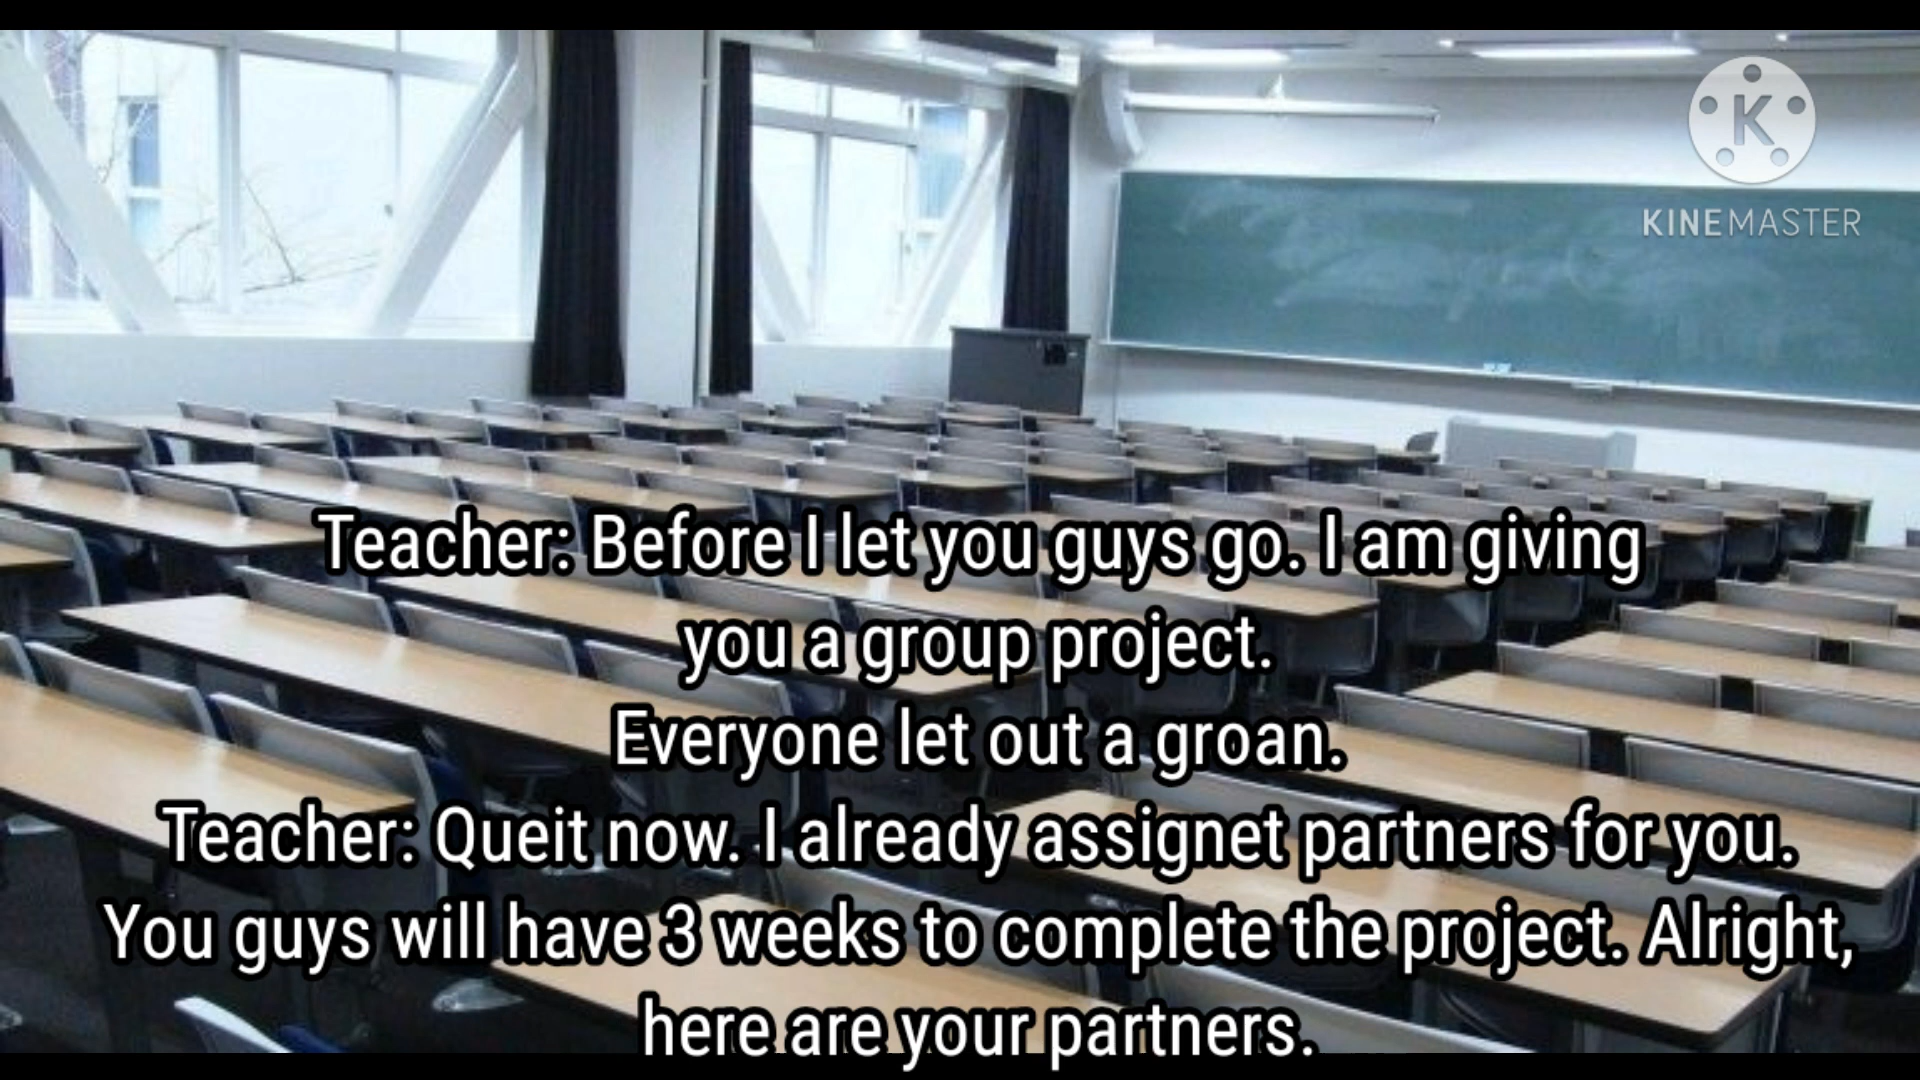 KINEMASTER
Teacher: Before I let you guys go. I am giving
you a group project.
Everyone let out a groan.
Teacher: Queit now. I already assignet partners for you.
You guys will have 3 weeks to complete the project. Alright,
here are your partners.